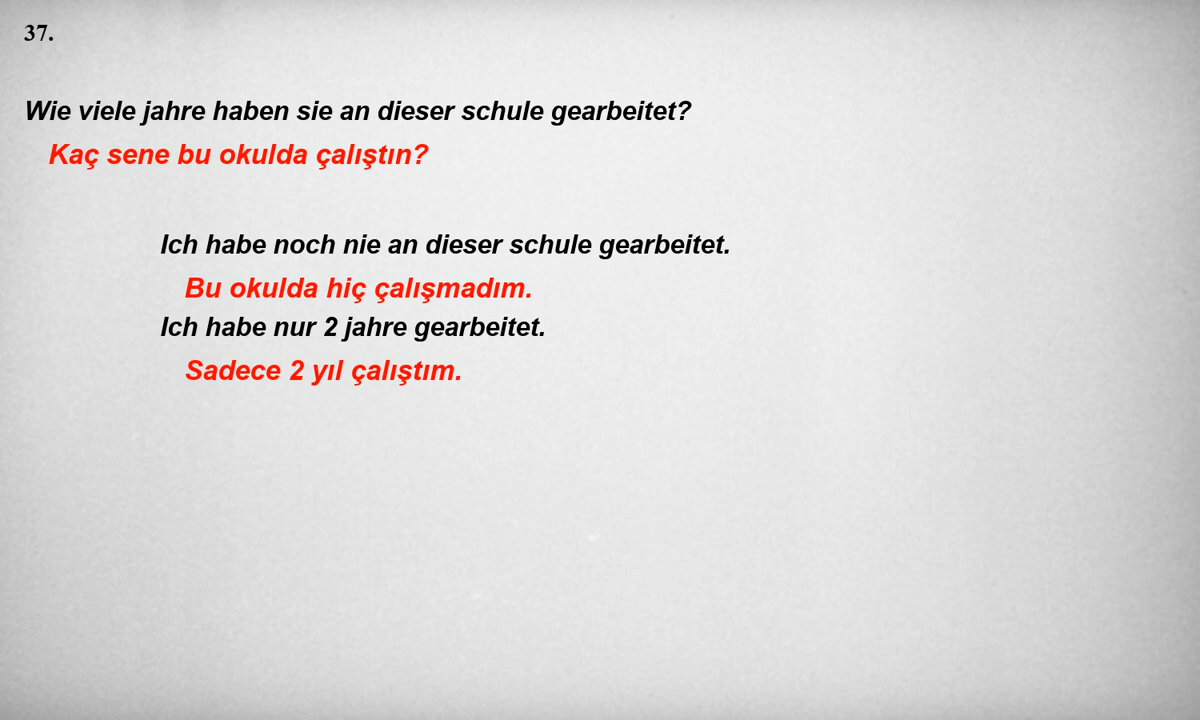 37.
Wie viele jahre haben sie an dieser schule gearbeitet?
Kaç sene bu okulda çalıştın?
Ich habe noch nie an dieser schule gearbeitet.
Bu okulda hiç çalışmadım.
Ich habe nur 2 jahre gearbeitet.
Sadece 2 yıl çalıştım.